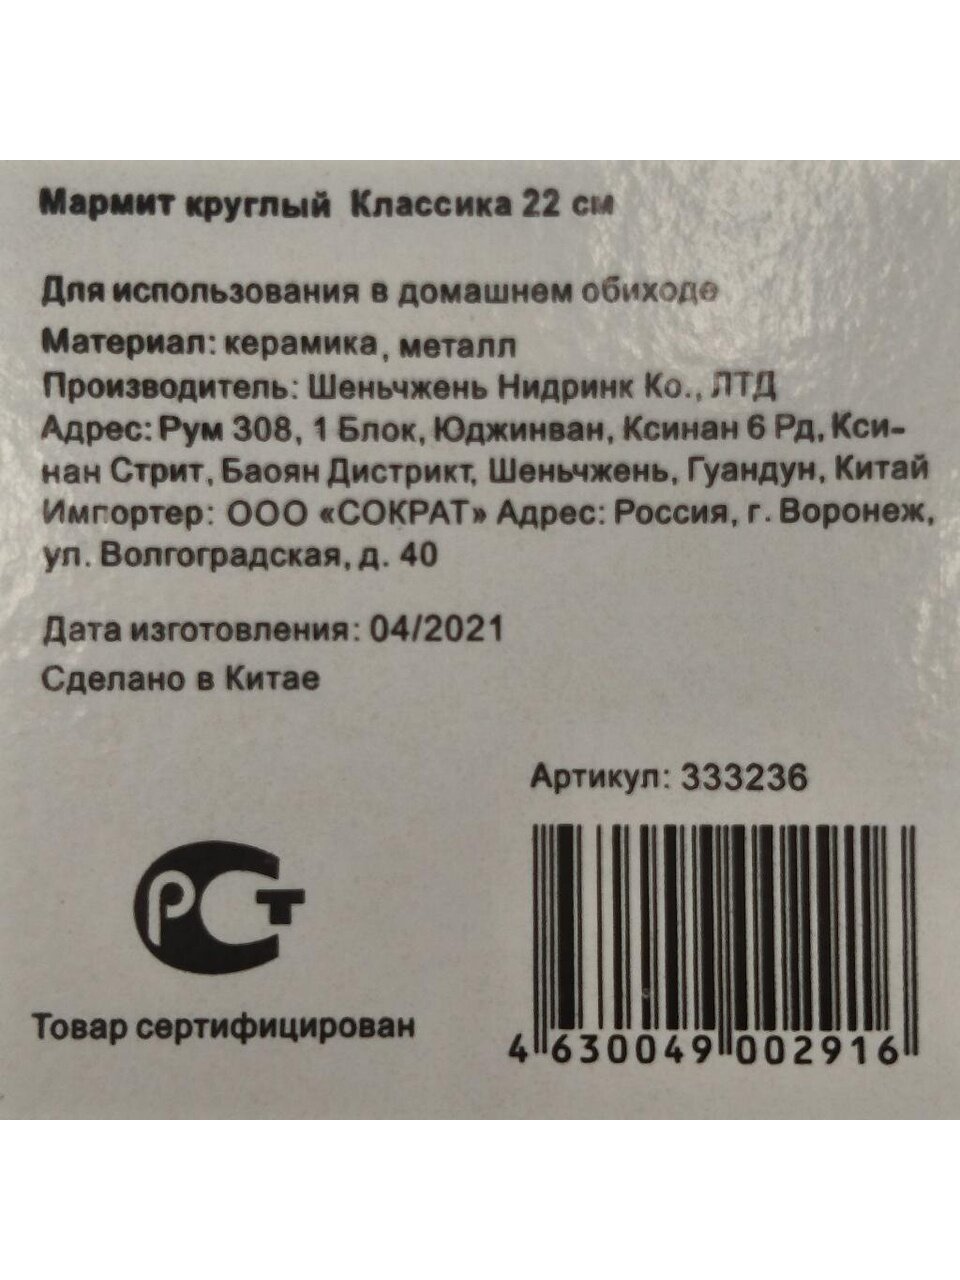 Мармит круглый Классика 22 см
Для использования в домашнем обиходе
Материал: керамика, металл
Производитель: Шеньчжень Нидринк Ко., ЛТД
Адрес: Рум 308, 1 Блок, Юджинван, Ксинан 6 Рд, Кси-
нан Стрит, Баоян Дистрикт, Шеньчжень, Гуандун, Китай
Импортер: ООО «СОКРАТ» Адрес: Россия, г. Воронеж,
ул. Волгоградская, д. 40
Дата изготовления: 04/2021
Сделано в Китае
Артикул: 333236
РСТ
Товар сертифицирован
4 630049 002916